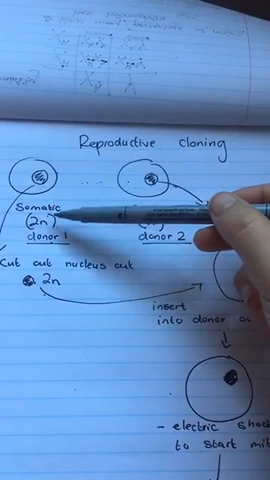 Reproductive cloning
Somatic
(2n)
donor 1
donor 2
Cut out nucleus out
2n
insert
into donor
- electric shock
to start mit